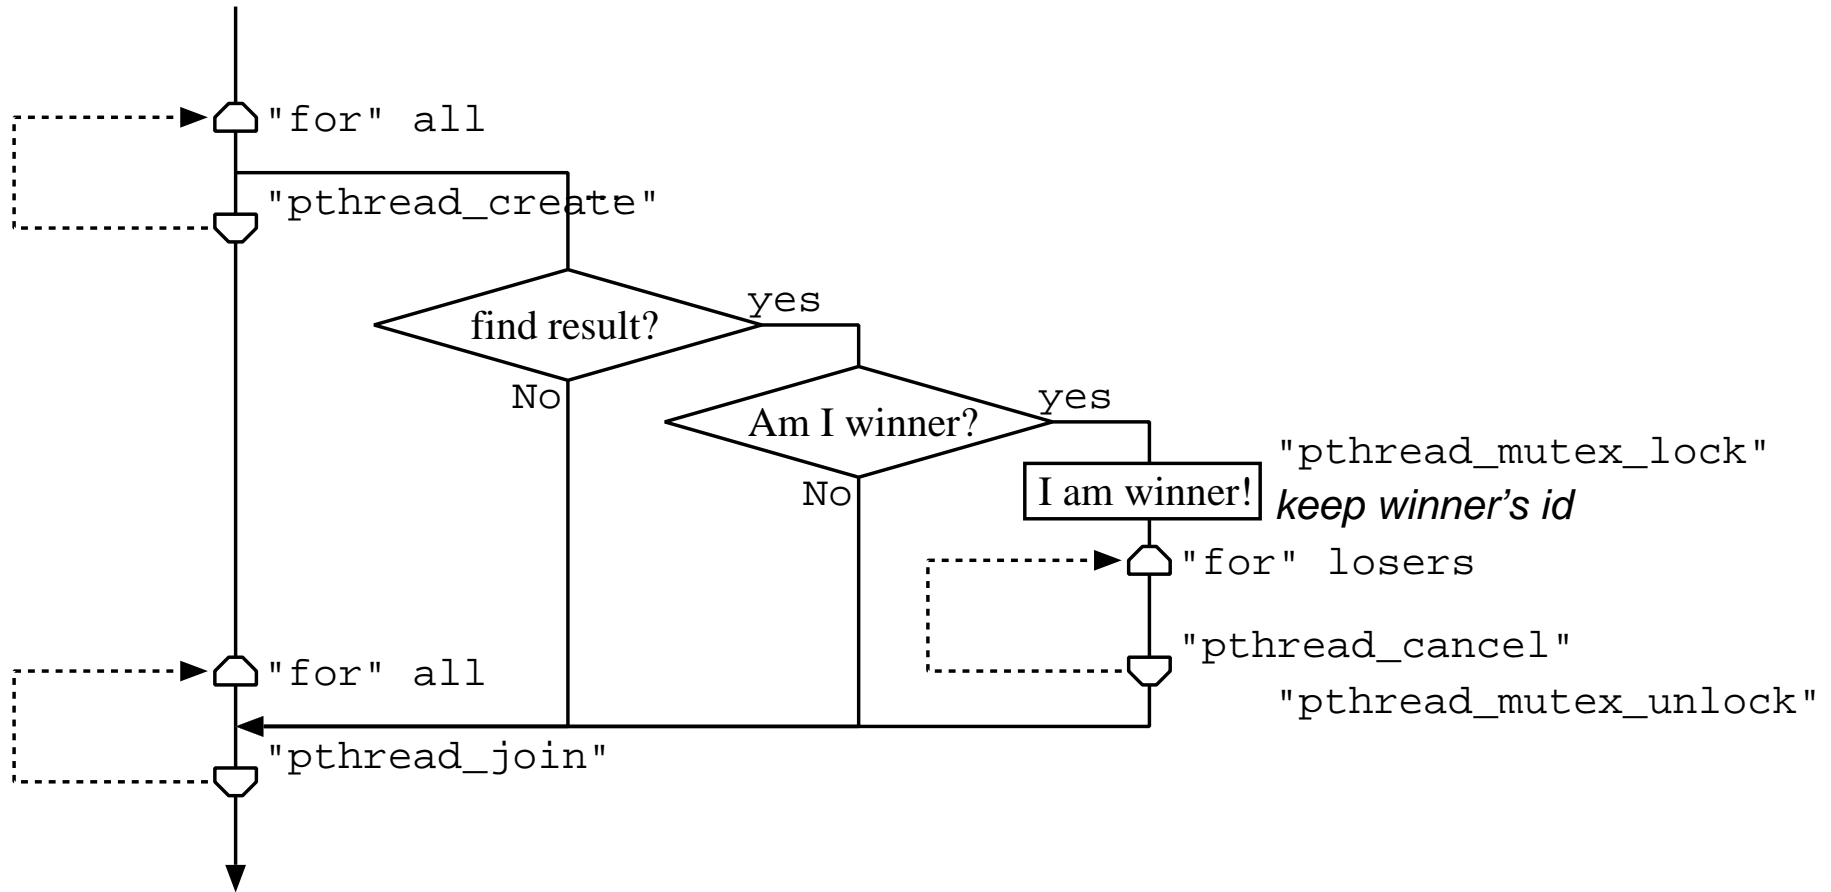 "for" all
"pthread_create"
yes
find result?
No
yes
Am I winner?
"pthread_mutex_lock"
No
I am winner!
keep winner’s id
"for" losers
"pthread_cancel"
"for" all
"pthread_mutex_unlock"
"pthread_join"